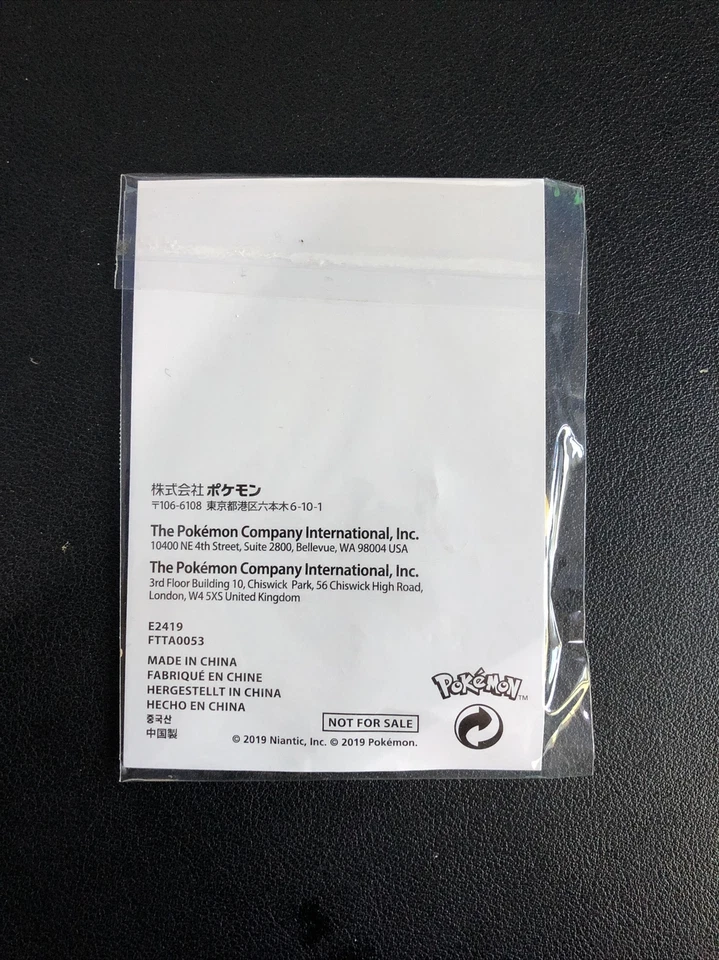 株式会社 ポケモン
〒106-6108 東京都港区六本木6-10-1
The Pokémon Company International, Inc.
10400 NE 4th Street, Suite 2800, Bellevue, WA 98004 USA
The Pokémon Company International, Inc.
3rd Floor Building 10, Chiswick Park, 56 Chiswick High Road,
London, W4 5XS United Kingdom
E2419
FTTA0053
MADE IN CHINA
FABRIQUÉ EN CHINE
HERGESTELLT IN CHINA
HECHO EN CHINA
중국산
中国製
NOT FOR SALE
© 2019 Niantic, Inc. © 2019 Pokémon.
POKéMON™